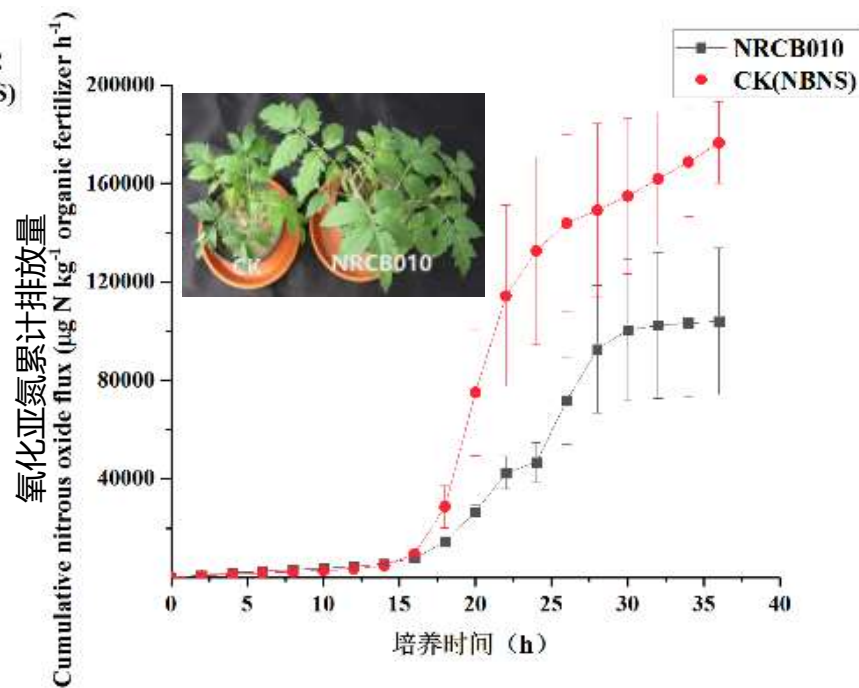 S)
氧化亚氮累计排放量
Cumulative nitrous oxide flux (μg N kg⁻¹ organic fertilizer h⁻¹)
NRCB010
CK(NBNS)
200000
160000
120000
80000
40000
CK
NRCB010
0
5
10
15
20
25
30
35
40
培养时间（h）